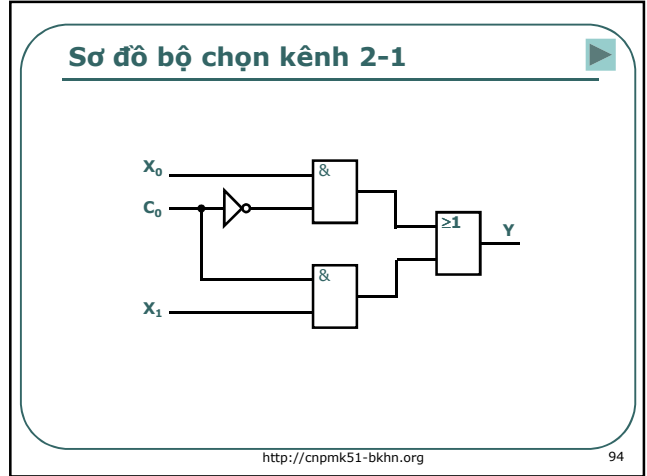 Sơ đồ bộ chọn kênh 2-1
X₀
&
C₀
≥1
Y
&
X₁
http://cnpmk51-bkhn.org
94